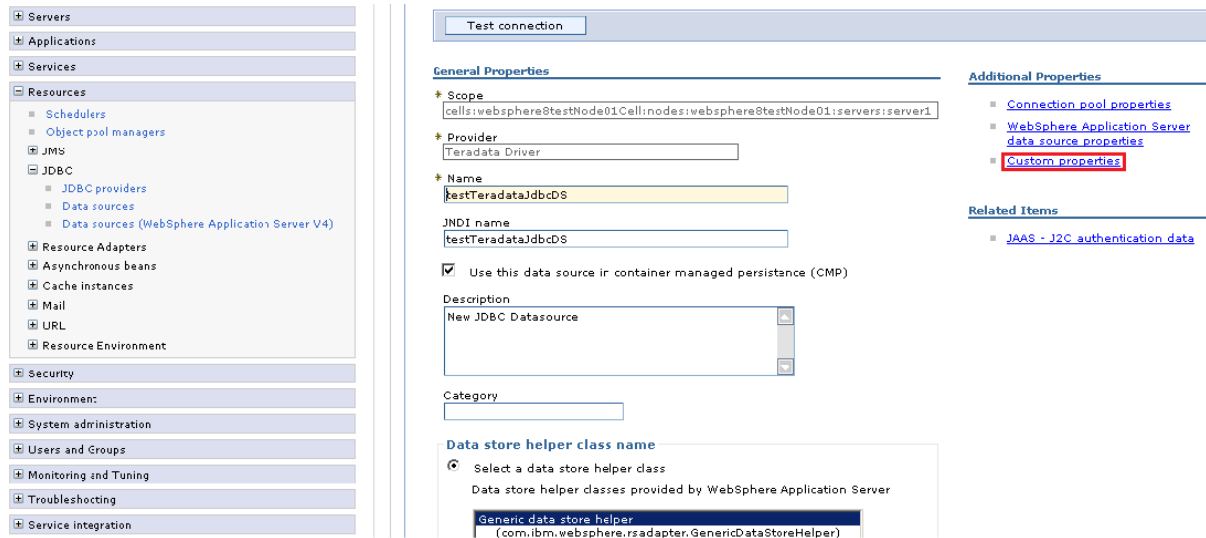 Servers
Applications
Services
Resources
Schedulers
Object pool managers
JMS
JDBC
JDBC providers
Data sources
Data sources (WebSphere Application Server V4)
Resource Adapters
Asynchronous beans
Cache instances
Mail
URL
Resource Environment
Security
Environment
System administration
Users and Groups
Monitoring and Tuning
Troubleshooting
Service integration
Test connection
General Properties
* Scope
cells:websphere8testNode01Cell:nodes:websphere8testNode01:servers:server1
* Provider
Teradata Driver
* Name
testTeradataJdbcDS
JNDI name
testTeradataJdbcDS
Use this data source in container managed persistance (CMP)
Description
New JDBC Datasource
Category
Data store helper class name
Select a data store helper class
Data store helper classes provided by WebSphere Application Server
Generic data store helper
(com.ibm.websphere.rsadapter.GenericDataStoreHelper)
Additional Properties
Connection pool properties
WebSphere Application Server
data source properties
Custom properties
Related Items
JAAS - J2C authentication data